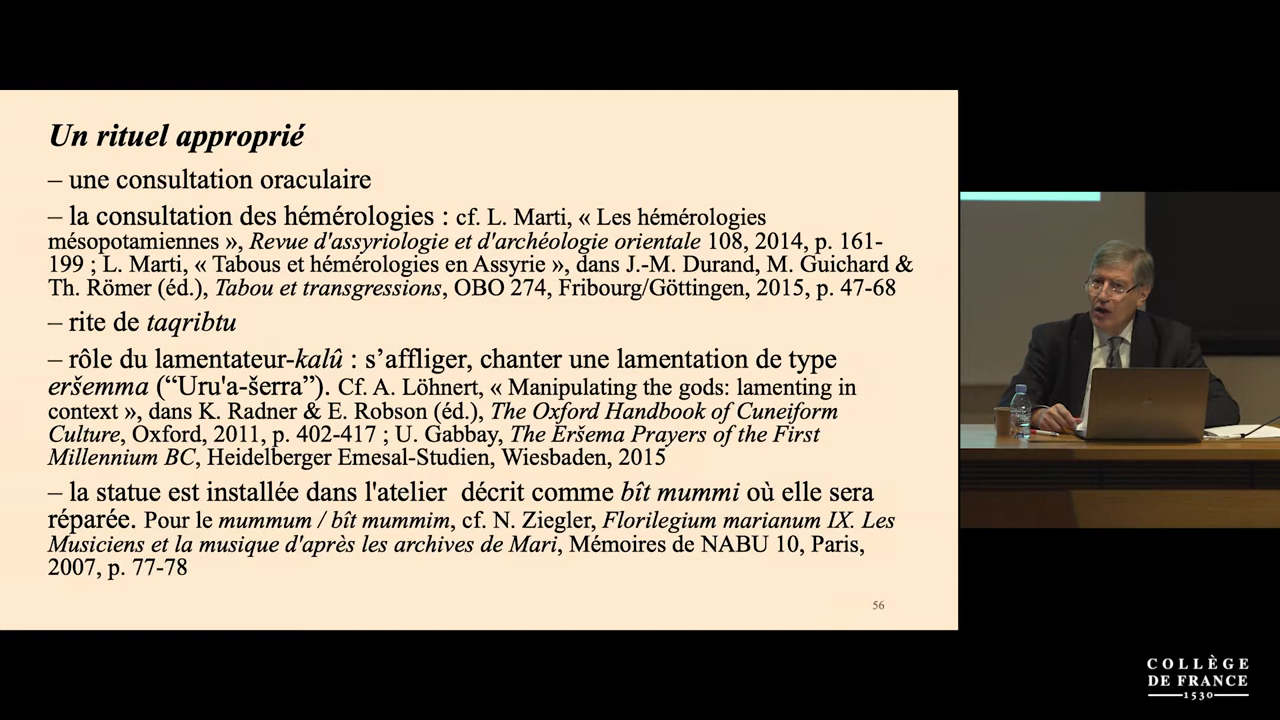 Un rituel approprié
– une consultation oraculaire
– la consultation des hémérologies : cf. L. Marti, « Les hémérologies
mésopotamiennes », Revue d'assyriologie et d'archéologie orientale 108, 2014, p. 161-
199 ; L. Marti, « Tabous et hémérologies en Assyrie », dans J.-M. Durand, M. Guichard &
Th. Römer (éd.), Tabou et transgressions, OBO 274, Fribourg/Göttingen, 2015, p. 47-68
– rite de taqribtu
– rôle du lamentateur-kalû : s’affliger, chanter une lamentation de type
eršemma (“Uru'a-šerra”). Cf. A. Löhnert, « Manipulating the gods: lamenting in
context », dans K. Radner & E. Robson (éd.), The Oxford Handbook of Cuneiform
Culture, Oxford, 2011, p. 402-417 ; U. Gabbay, The Eršema Prayers of the First
Millennium BC, Heidelberger Emesal-Studien, Wiesbaden, 2015
– la statue est installée dans l'atelier décrit comme bît mummi où elle sera
réparée. Pour le mummum / bît mummim, cf. N. Ziegler, Florilegium marianum IX. Les
Musiciens et la musique d'après les archives de Mari, Mémoires de NABU 10, Paris,
2007, p. 77-78
56
COLLÈGE
DE FRANCE
1530